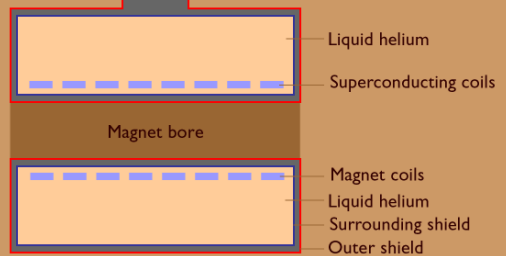 Liquid helium
Superconducting coils
Magnet bore
Magnet coils
Liquid helium
Surrounding shield
Outer shield